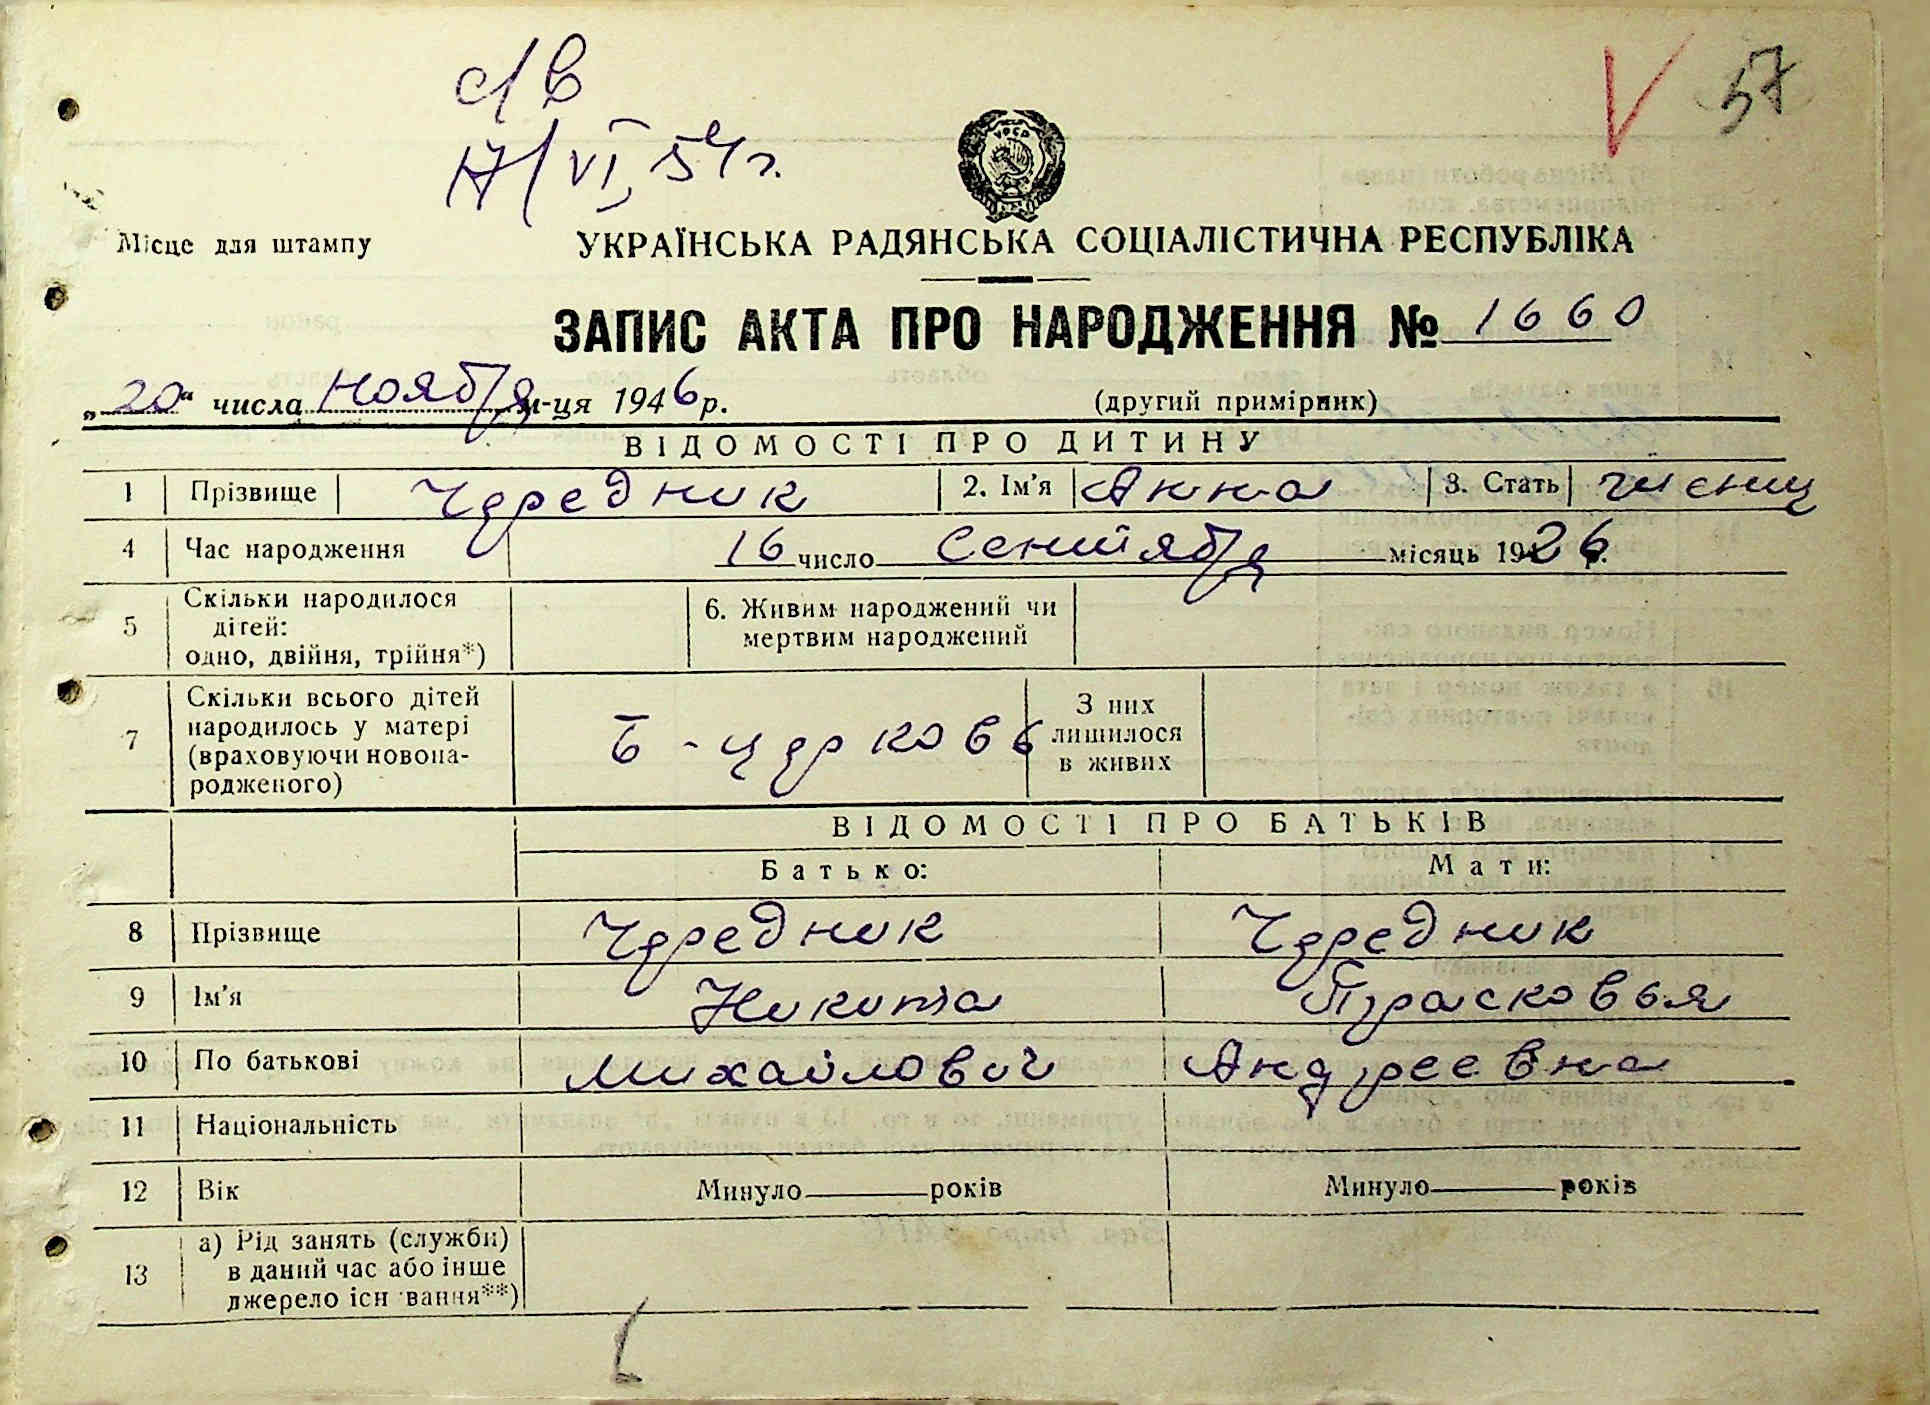 с/в
57
17/VI, 54 г.
УРСР
Місце для штампу
УКРАЇНСЬКА РАДЯНСЬКА СОЦІАЛІСТИЧНА РЕСПУБЛІКА
ЗАПИС АКТА ПРО НАРОДЖЕННЯ № 1660
„20“ числа ноября м-ця 1946 р. (другий примірник)
ВІДОМОСТІ ПРО ДИТИНУ
1 Прізвище Чередник 2. Ім'я Анна 3. Стать женщ
4 Час народження 16 число сентября місяць 1926 р.
5 Скільки народилося
дітей:
одно, двійня, трійня*)
6. Живим народжений чи
мертвим народжений
7 Скільки всього дітей
народилось у матері
(враховуючи новона-
родженого)
Б-церковь
З них
лишилося
в живих
ВІДОМОСТІ ПРО БАТЬКІВ
Батько: Мати:
8 Прізвище Чередник Чередник
9 Ім'я Никита Прасковья
10 По батькові Михайлович Андреевна
11 Національність
12 Вік Минуло років Минуло років
13 а) Рід занять (служби)
в даний час або інше
джерело існ вання**)